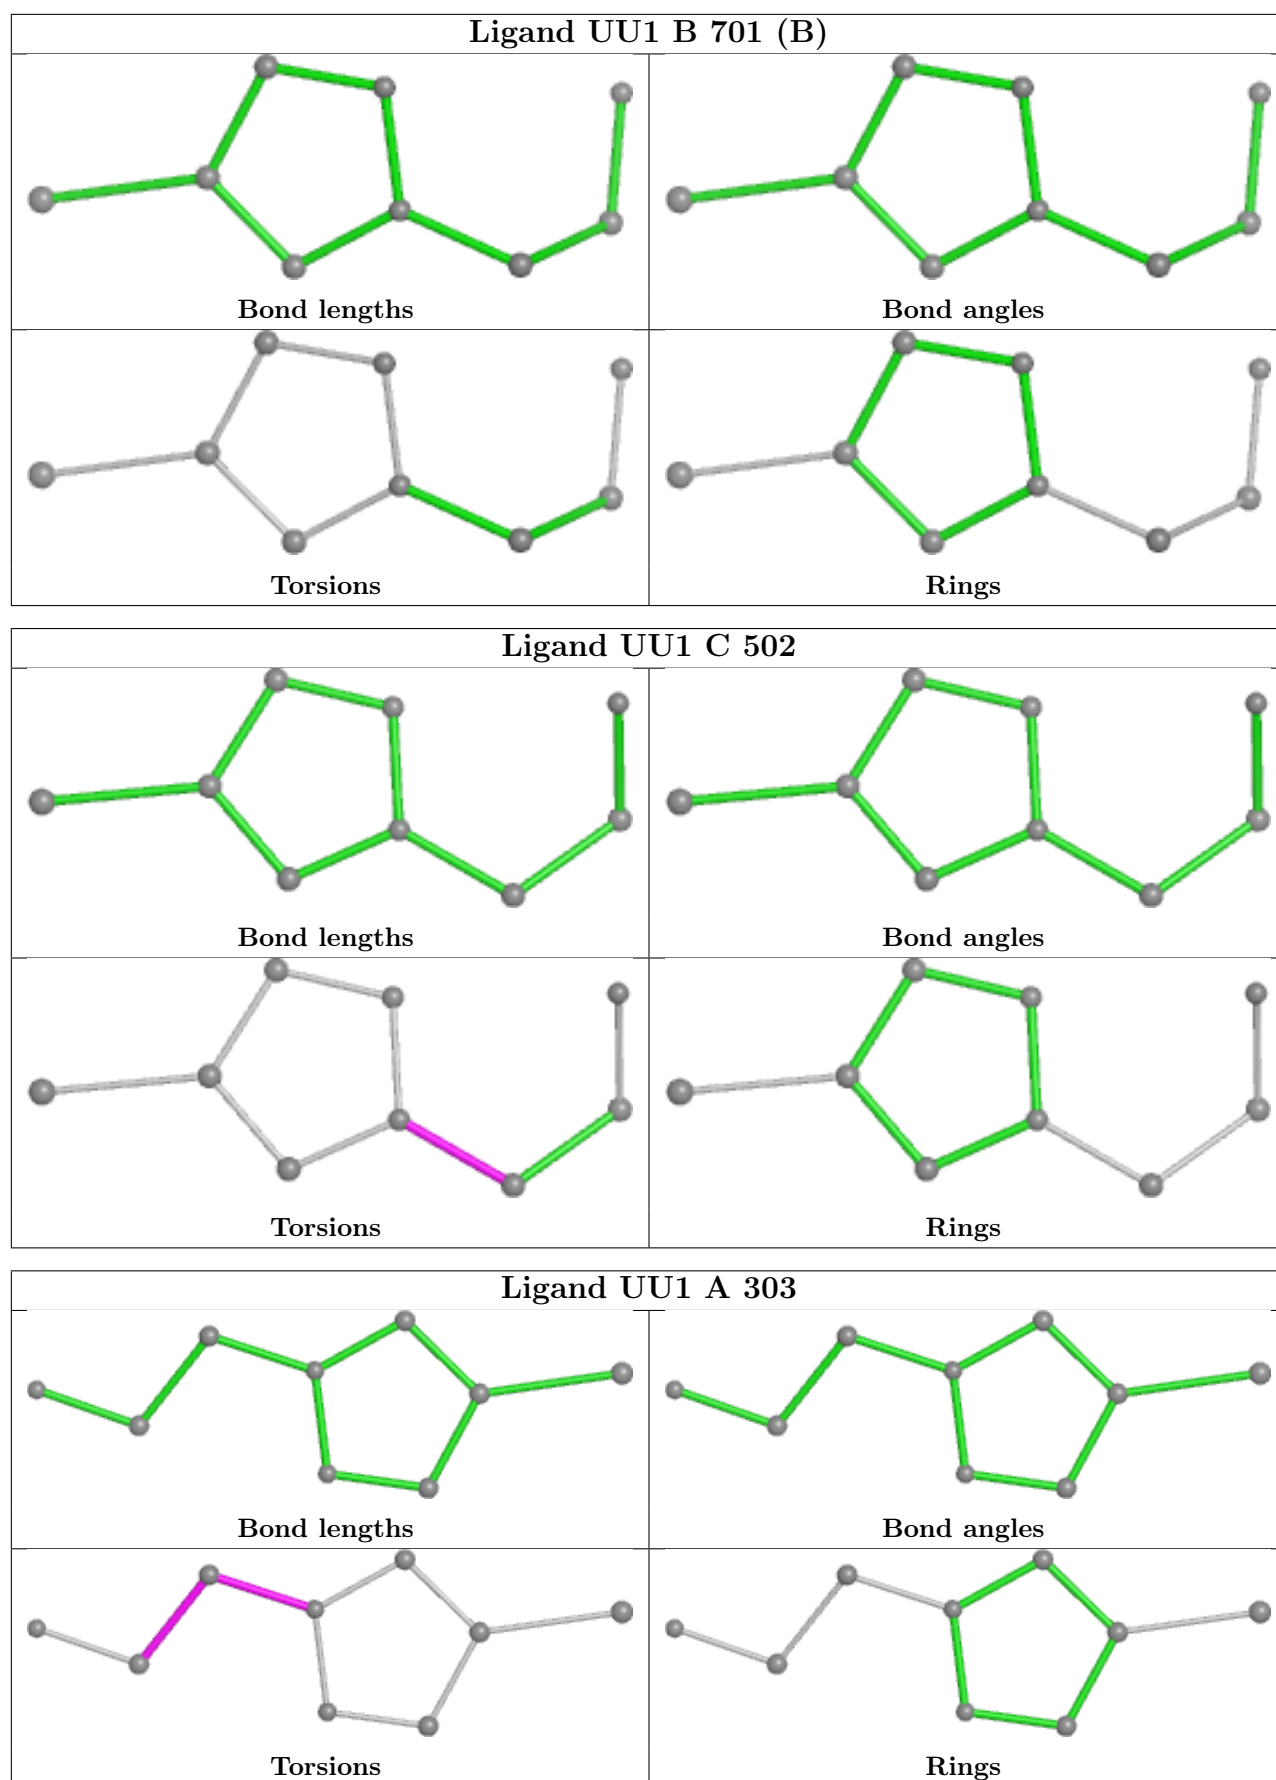 Ligand UU1 B 701 (B)
Bond lengths
Bond angles
Torsions
Rings
Ligand UU1 C 502
Bond lengths
Bond angles
Torsions
Rings
Ligand UU1 A 303
Bond lengths
Bond angles
Torsions
Rings